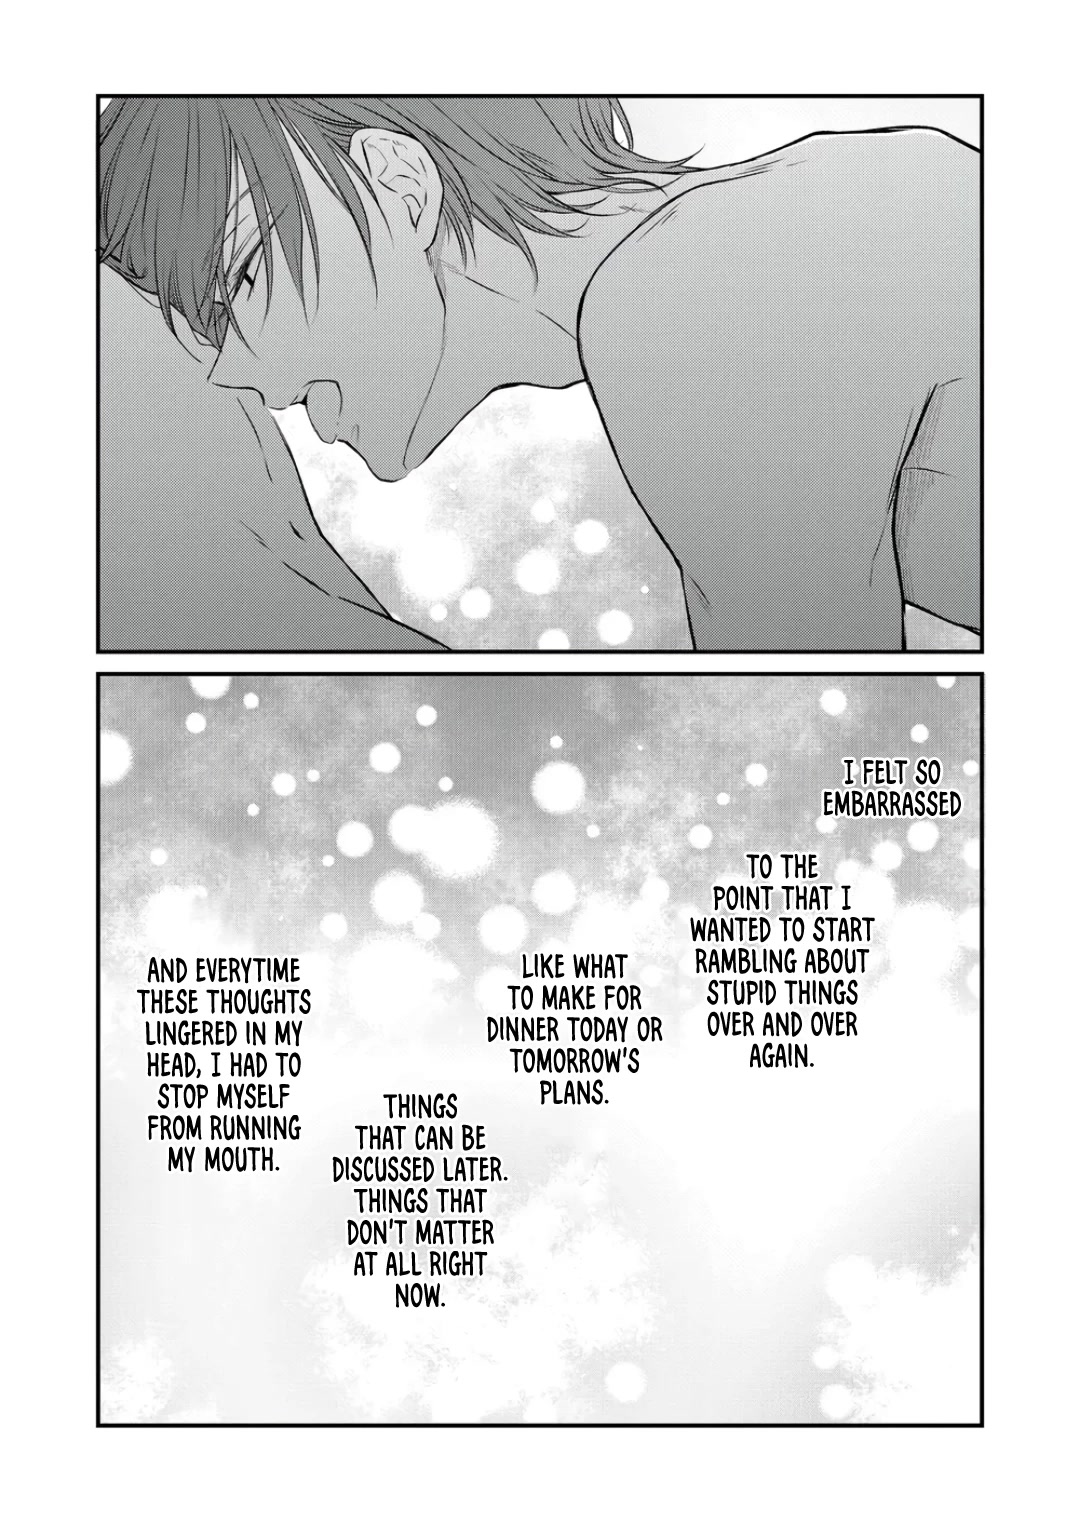 I FELT SO
EMBARRASSED
TO THE
POINT THAT I
WANTED TO START
RAMBLING ABOUT
STUPID THINGS
OVER AND OVER
AGAIN.
LIKE WHAT
TO MAKE FOR
DINNER TODAY OR
TOMORROW'S
PLANS.
THINGS
THAT CAN BE
DISCUSSED LATER.
THINGS THAT
DON'T MATTER
AT ALL RIGHT
NOW.
AND EVERYTIME
THESE THOUGHTS
LINGERED IN MY
HEAD, I HAD TO
STOP MYSELF
FROM RUNNING
MY MOUTH.